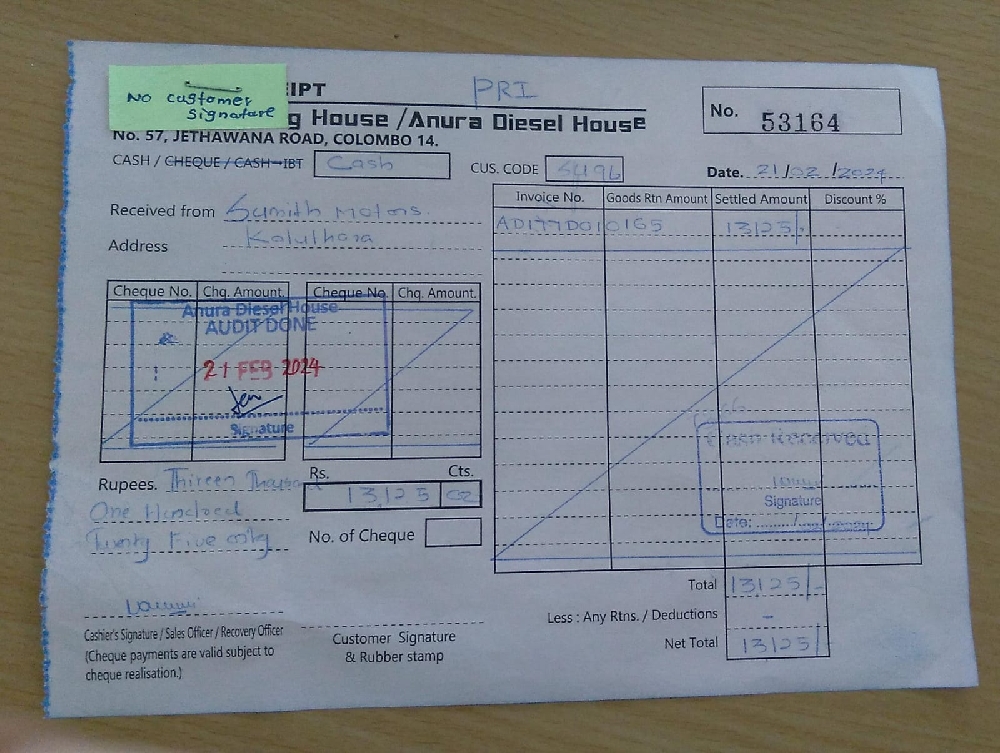 No customer
signature
EIPT
PRI
g House /Anura Diesel House
No. 53164
No. 57, JETHAWANA ROAD, COLOMBO 14.
CASH / CHEQUE / CASH-IBT Cash
CUS. CODE
Date. 21/02/2024
Received from Sumith Motors.
Address Kaluthara
Invoice No. Goods Rtn Amount Settled Amount Discount %
AD177D010165 13125/-
Cheque No. Chq. Amount. Cheque No. Chq. Amount.
Anura Diesel House
AUDIT DONE
21 FEB 2024
Signature
Cash Received
Signature
Date:
Rupees. Thireen Thousand
One Hundred
Twenty Five only
Rs. Cts.
13125
No. of Cheque
Total 13125/-
Less : Any Rtns. / Deductions -
Net Total 13125/-
Cashier's Signature / Sales Officer / Recovery Officer
(Cheque payments are valid subject to
cheque realisation.)
Customer Signature
& Rubber stamp